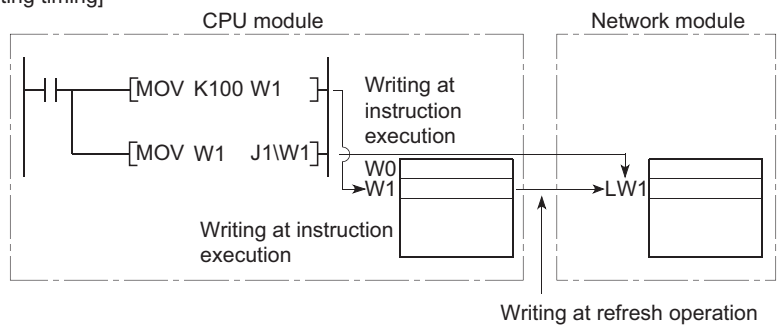 ting timing]
CPU module
Network module
[MOV K100 W1 ]
Writing at
instruction
execution
[MOV W1 J1\W1]
W0
W1
LW1
Writing at instruction
execution
Writing at refresh operation